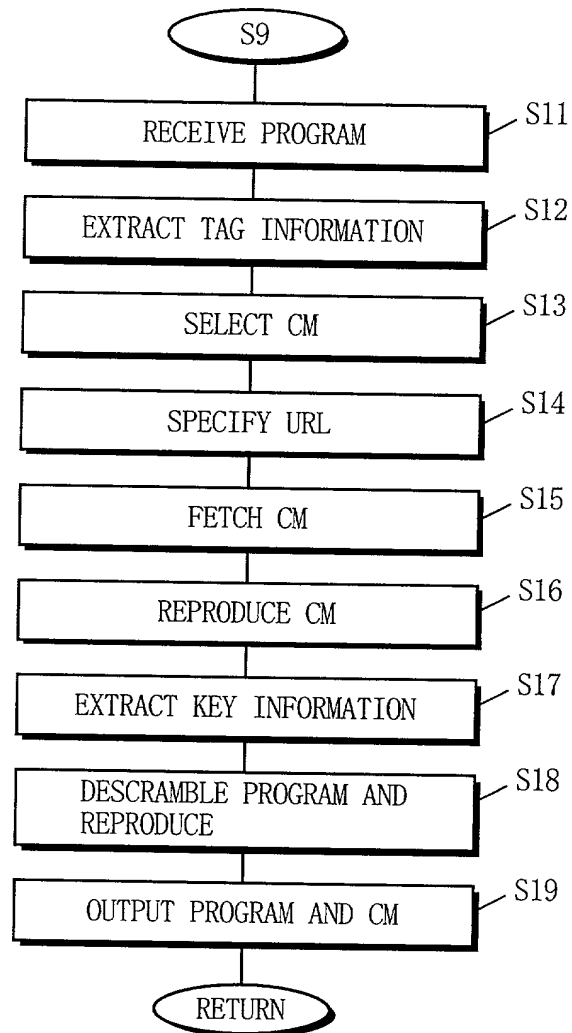 S9
RECEIVE PROGRAM
S11
EXTRACT TAG INFORMATION
S12
SELECT CM
S13
SPECIFY URL
S14
FETCH CM
S15
REPRODUCE CM
S16
EXTRACT KEY INFORMATION
S17
DESCRAMBLE PROGRAM AND
REPRODUCE
S18
OUTPUT PROGRAM AND CM
S19
RETURN